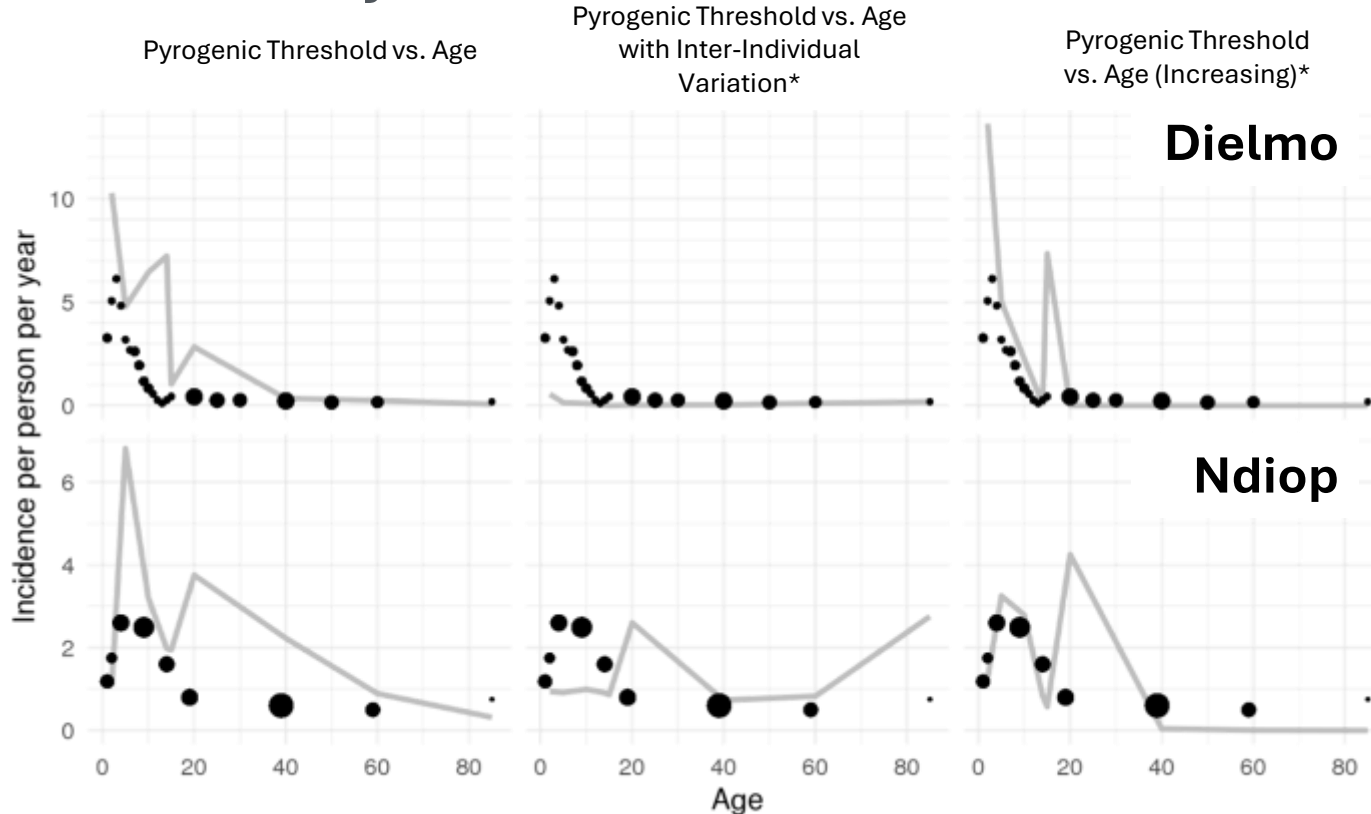 Pyrogenic Threshold vs. Age
Pyrogenic Threshold vs. Age
with Inter-Individual
Variation*
Pyrogenic Threshold
vs. Age (Increasing)*
Dielmo
10
5
0
Ndiop
6
4
2
0
Incidence per person per year
0 20 40 60 80
0 20 40 60 80
0 20 40 60 80
Age